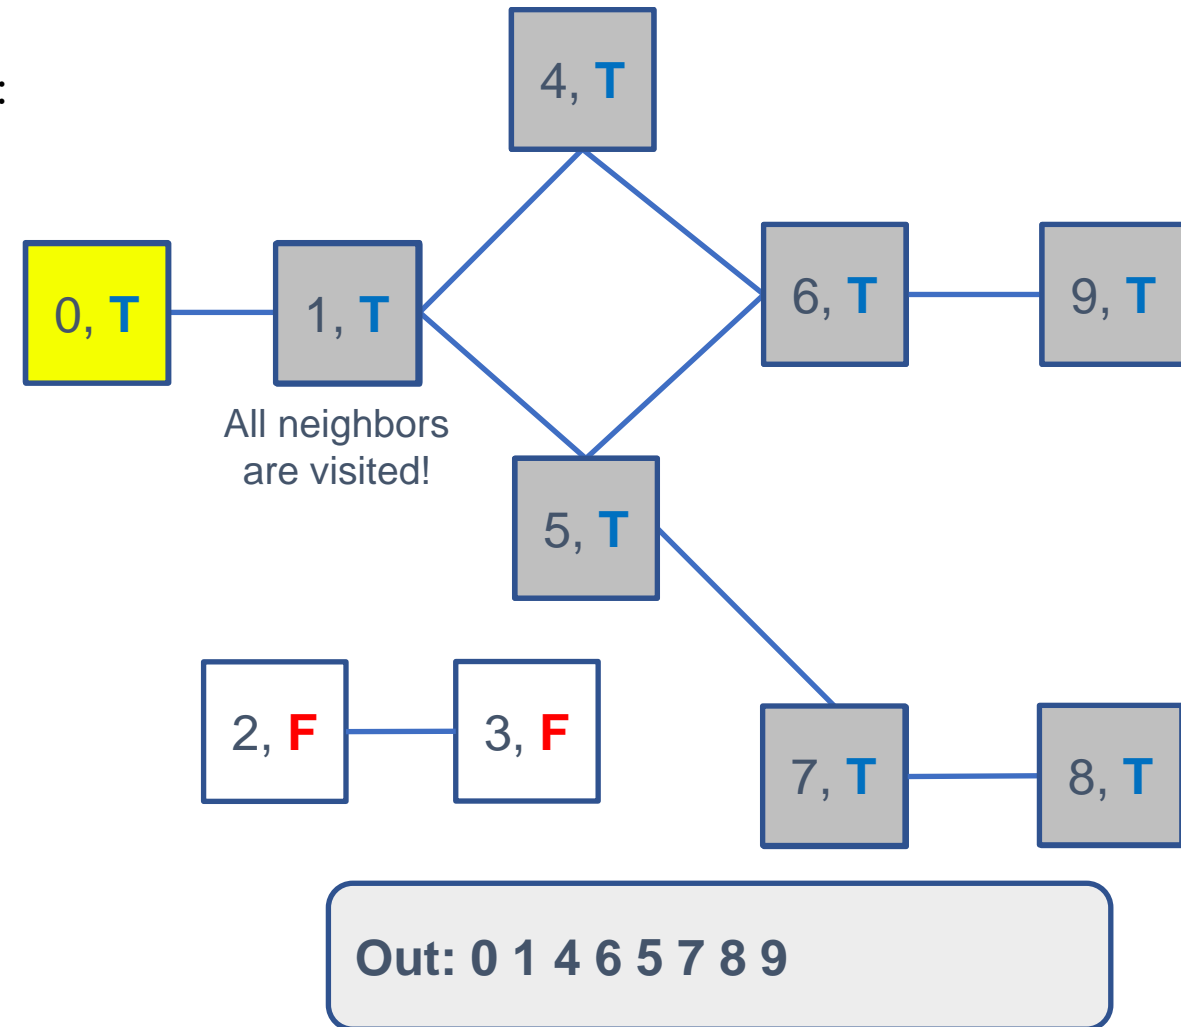 :
4, T
0, T
1, T
6, T
9, T
All neighbors
are visited!
5, T
2, F
3, F
7, T
8, T
Out: 0 1 4 6 5 7 8 9